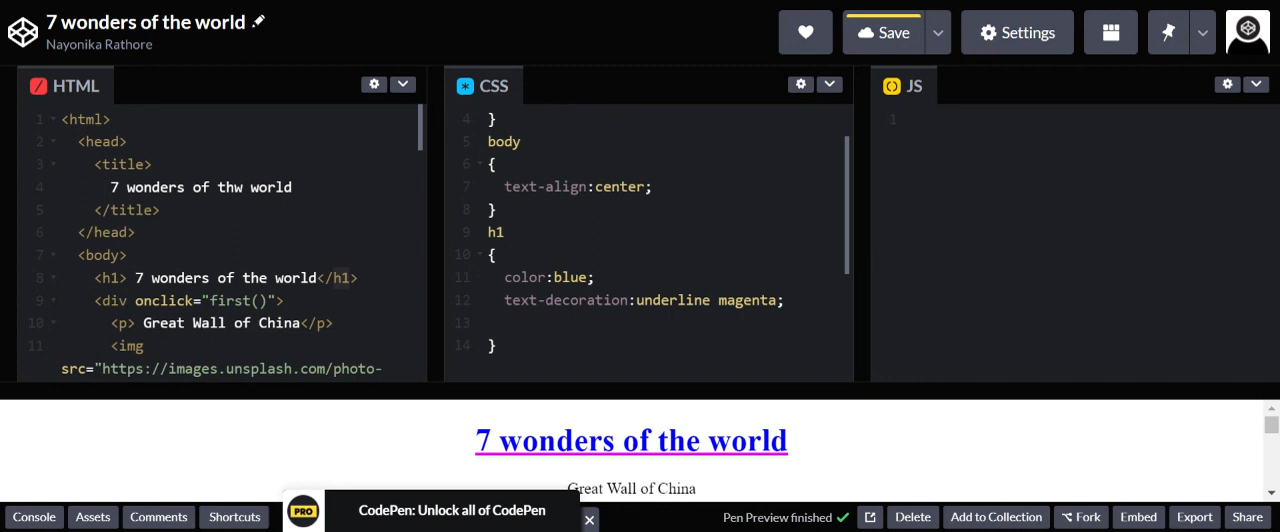 7 wonders of the world
Nayonika Rathore
Save
Settings
HTML
CSS
JS
1 <html>
2 <head>
3 <title>
4 7 wonders of thw world
5 </title>
6 </head>
7 <body>
8 <h1> 7 wonders of the world</h1>
9 <div onclick="first()">
10 <p> Great Wall of China</p>
11 <img
src="https://images.unsplash.com/photo-
4 }
5 body
6 {
7 text-align:center;
8 }
9 h1
10 {
11 color:blue;
12 text-decoration:underline magenta;
13
14 }
1
7 wonders of the world
Great Wall of China
PRO CodePen: Unlock all of CodePen
Console Assets Comments Shortcuts
Pen Preview finished Delete Add to Collection Fork Embed Export Share